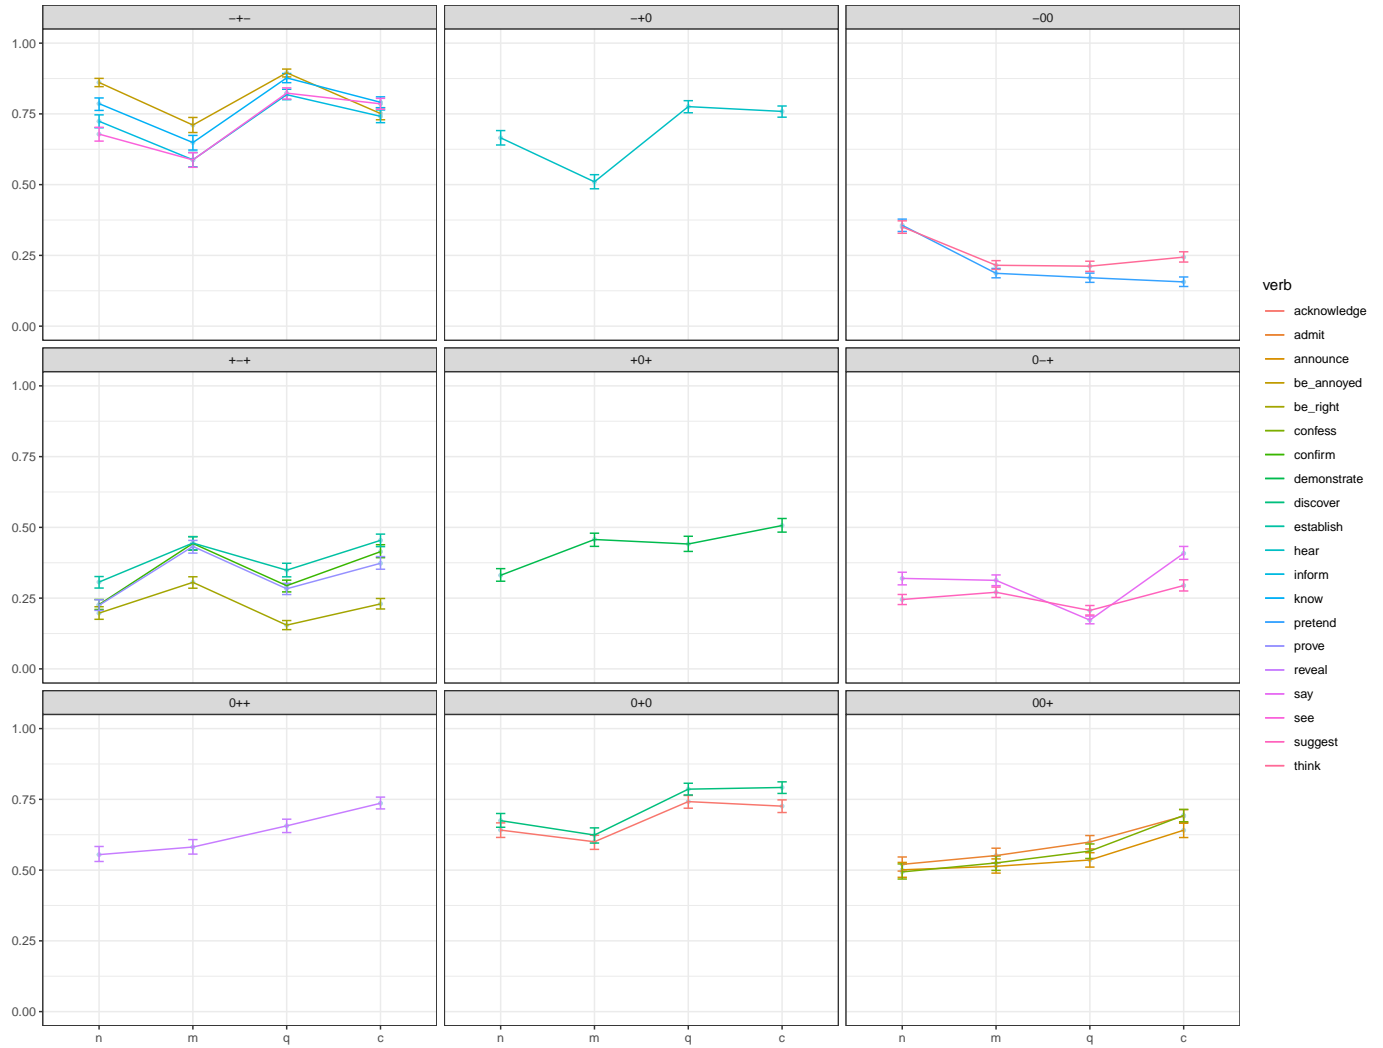 −+−
−+0
−00
1.00
0.75
0.50
0.25
0.00
+−+
+0+
0−+
1.00
0.75
0.50
0.25
0.00
0++
0+0
00+
1.00
0.75
0.50
0.25
0.00
n m q c
n m q c
n m q c
verb
acknowledge
admit
announce
be_annoyed
be_right
confess
confirm
demonstrate
discover
establish
hear
inform
know
pretend
prove
reveal
say
see
suggest
think